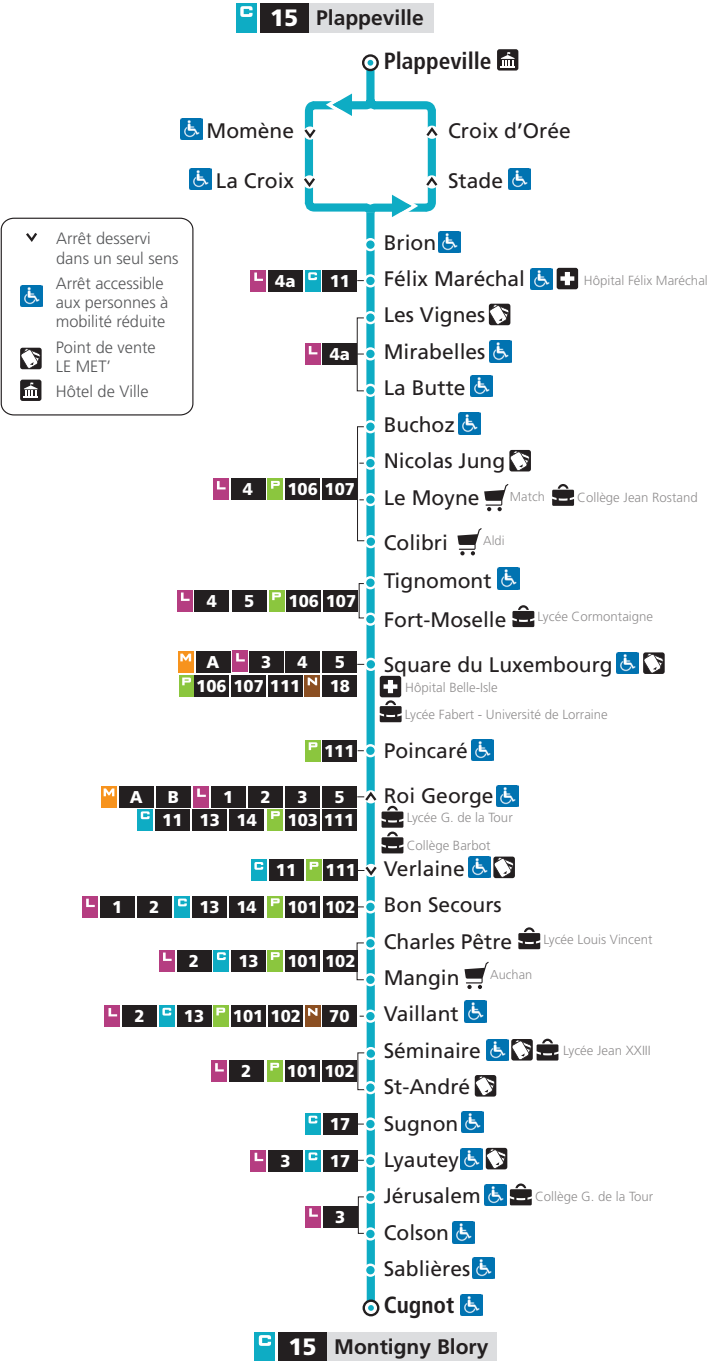 C 15 Plappeville
Plappeville
Momène
Croix d'Orée
La Croix
Stade
Arrêt desservi
dans un seul sens
Arrêt accessible
aux personnes à
mobilité réduite
Point de vente
LE MET'
Hôtel de Ville
Brion
L 4a C 11 Félix Maréchal Hôpital Félix Maréchal
Les Vignes
L 4a Mirabelles
La Butte
Buchoz
Nicolas Jung
L 4 P 106 107 Le Moyne Match Collège Jean Rostand
Colibri Aldi
Tignomont
L 4 5 P 106 107
Fort-Moselle Lycée Cormontaigne
M A L 3 4 5 Square du Luxembourg
P 106 107 111 N 18 Hôpital Belle-Isle
Lycée Fabert - Université de Lorraine
P 111 Poincaré
M A B L 1 2 3 5 Roi George
C 11 13 14 P 103 111 Lycée G. de la Tour
Collège Barbot
C 11 P 111 Verlaine
L 1 2 C 13 14 P 101 102 Bon Secours
Charles Pêtre Lycée Louis Vincent
L 2 C 13 P 101 102
Mangin Auchan
L 2 C 13 P 101 102 N 70 Vaillant
Séminaire Lycée Jean XXIII
L 2 P 101 102
St-André
C 17 Sugnon
L 3 C 17 Lyautey
Jérusalem Collège G. de la Tour
L 3
Colson
Sablières
Cugnot
C 15 Montigny Blory